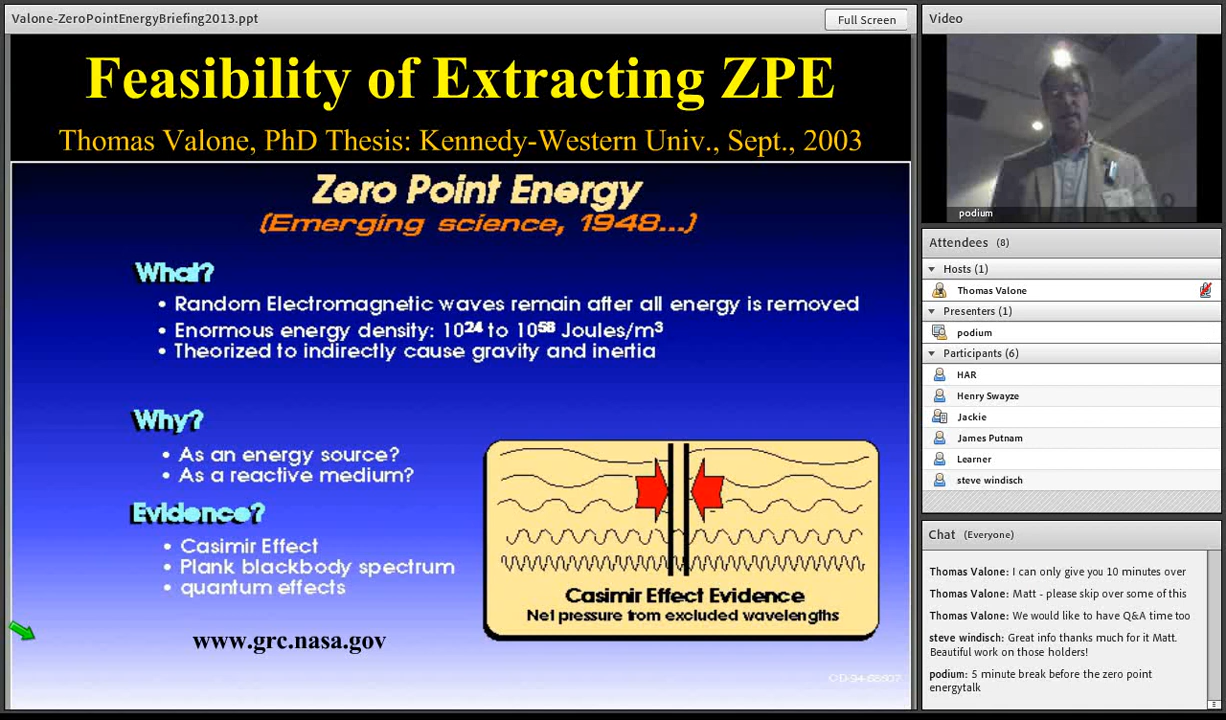 Valone-ZeroPointEnergyBriefing2013.ppt
Full Screen
Feasibility of Extracting ZPE
Thomas Valone, PhD Thesis: Kennedy-Western Univ., Sept., 2003
Zero Point Energy
(Emerging science, 1948...)
What?
• Random Electromagnetic waves remain after all energy is removed
• Enormous energy density: 10²⁴ to 10⁵⁸ Joules/m³
• Theorized to indirectly cause gravity and inertia
Why?
• As an energy source?
• As a reactive medium?
Evidence?
• Casimir Effect
• Plank blackbody spectrum
• quantum effects
Casimir Effect Evidence
Net pressure from excluded wavelengths
www.grc.nasa.gov
Video
podium
Attendees (8)
Hosts (1)
Thomas Valone
Presenters (1)
podium
Participants (6)
HAR
Henry Swayze
Jackie
James Putnam
Learner
steve windisch
Chat (Everyone)
Thomas Valone: I can only give you 10 minutes over
Thomas Valone: Matt - please skip over some of this
Thomas Valone: We would like to have Q&A time too
steve windisch: Great info thanks much for it Matt.
Beautiful work on those holders!
podium: 5 minute break before the zero point
energytalk